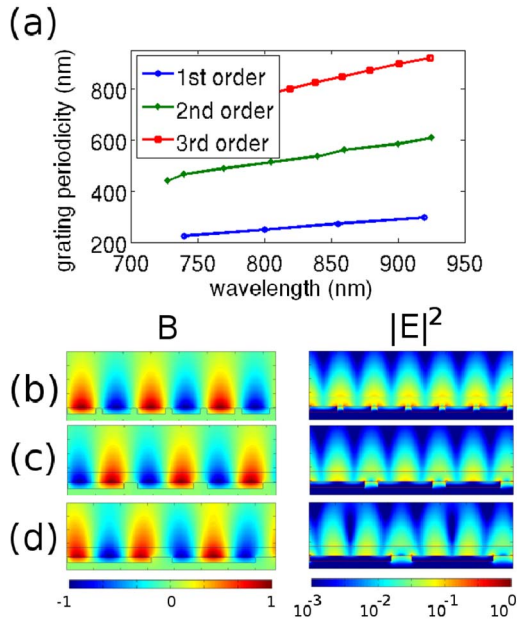 (a)
grating periodicity (nm)
800
600
400
200
1st order
2nd order
3rd order
700 750 800 850 900 950
wavelength (nm)
B |E|²
(b)
(c)
(d)
-1 0 1
10⁻³ 10⁻² 10⁻¹ 10⁰